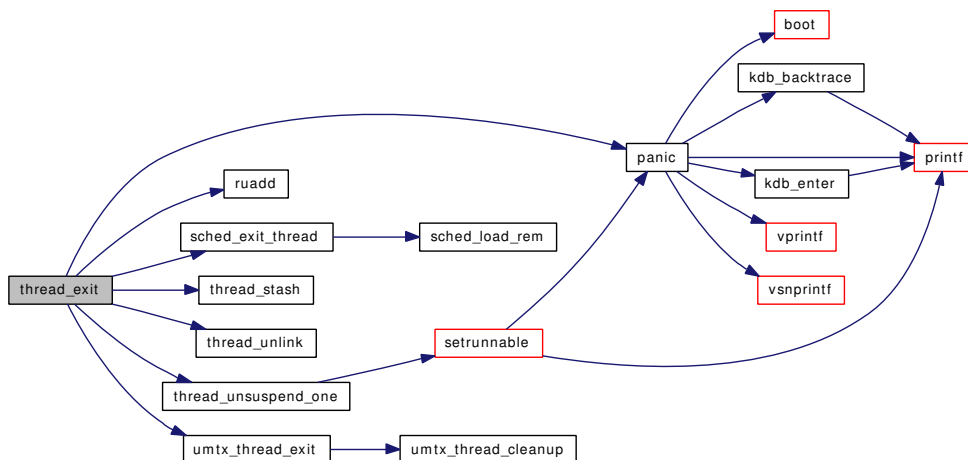 boot
kdb_backtrace
panic
printf
ruadd
kdb_enter
sched_exit_thread
sched_load_rem
vprintf
thread_exit
thread_stash
vsnprintf
thread_unlink
setrunnable
thread_unsuspend_one
umtx_thread_exit
umtx_thread_cleanup